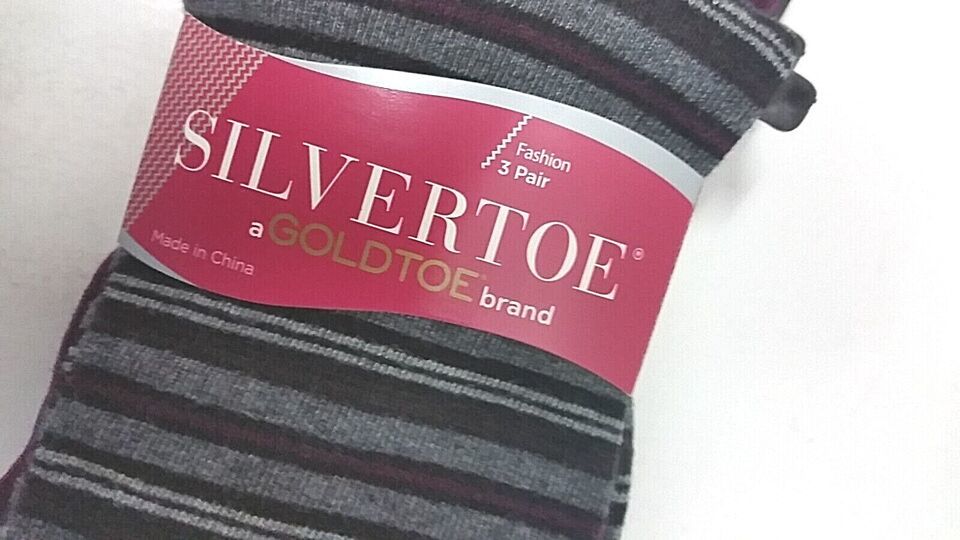 Fashion
3 Pair
SILVERTOE®
a GOLDTOE® brand
Made in China